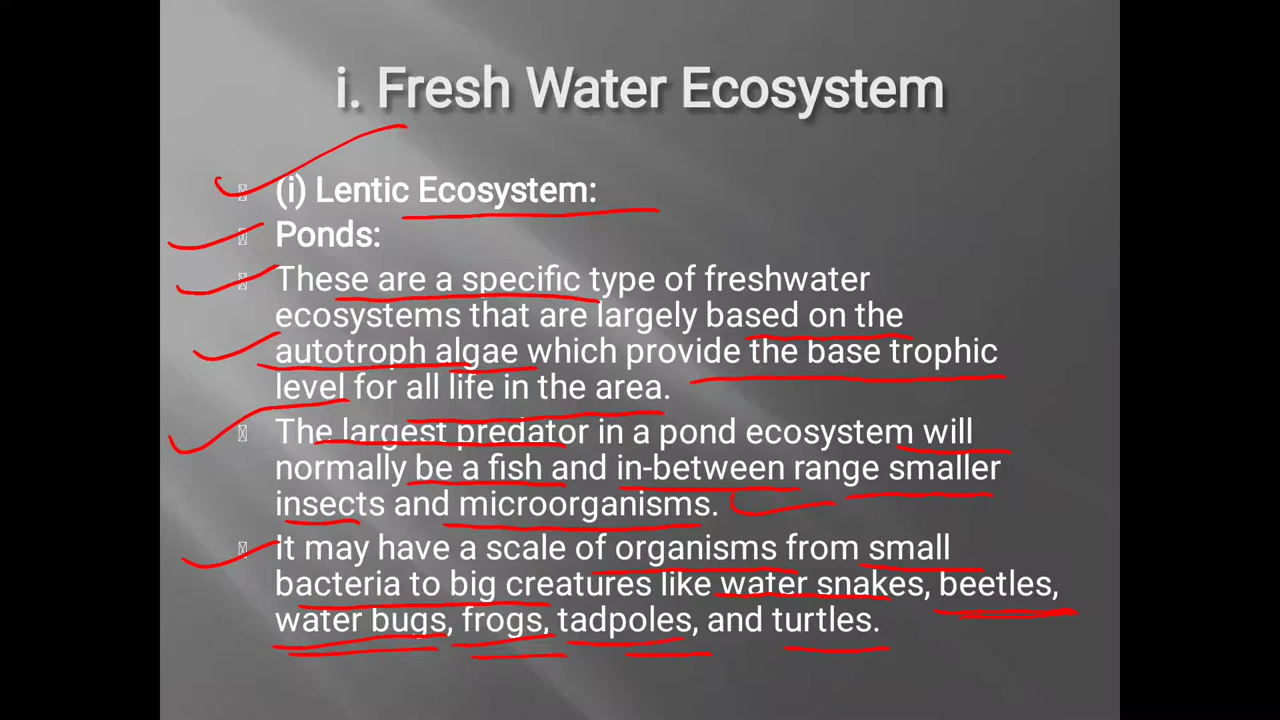 i. Fresh Water Ecosystem
(i) Lentic Ecosystem:
Ponds:
These are a specific type of freshwater
ecosystems that are largely based on the
autotroph algae which provide the base trophic
level for all life in the area.
The largest predator in a pond ecosystem will
normally be a fish and in-between range smaller
insects and microorganisms.
It may have a scale of organisms from small
bacteria to big creatures like water snakes, beetles,
water bugs, frogs, tadpoles, and turtles.